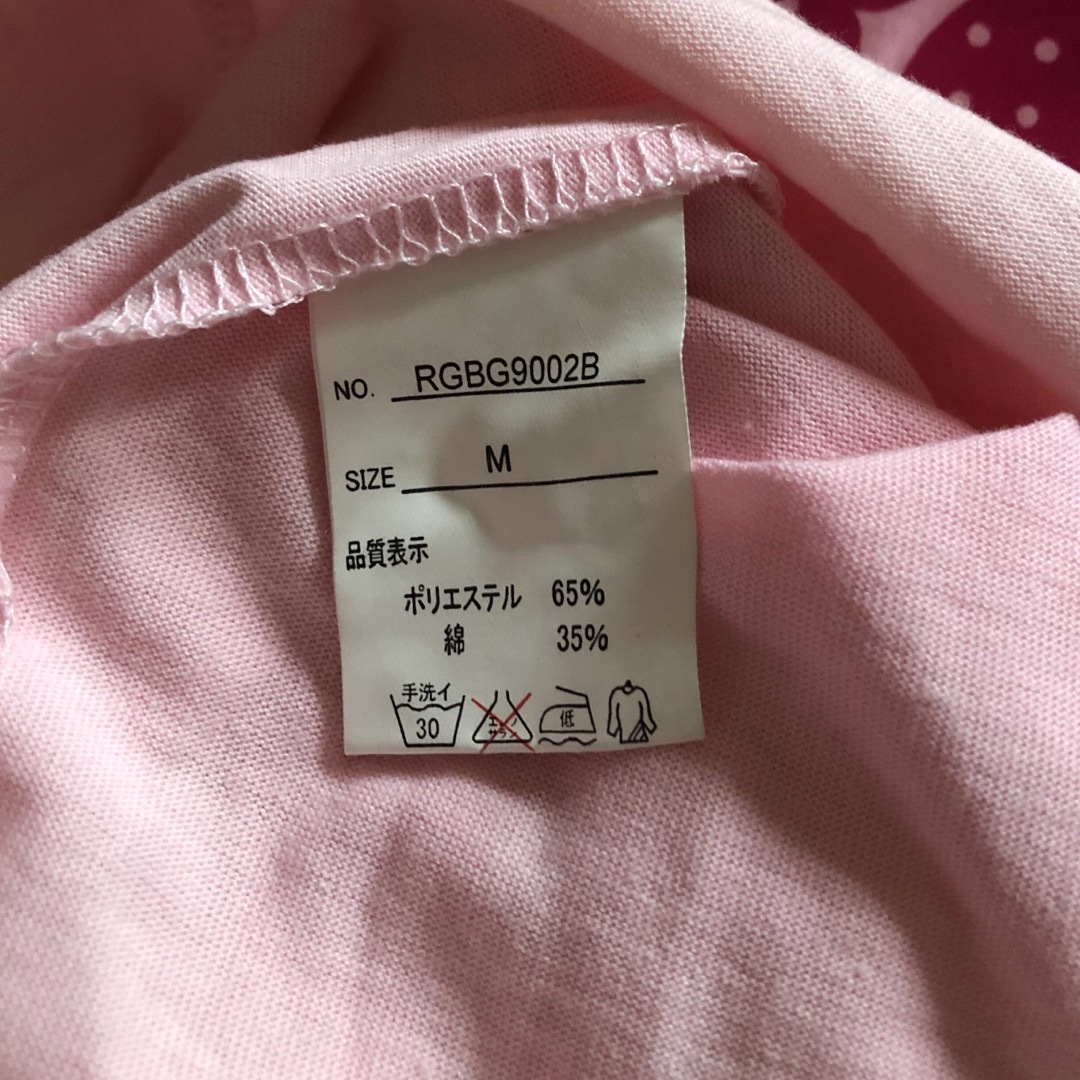 NO. RGBG9002B
SIZE M
品質表示
ポリエステル 65%
綿 35%
手洗イ
30 低